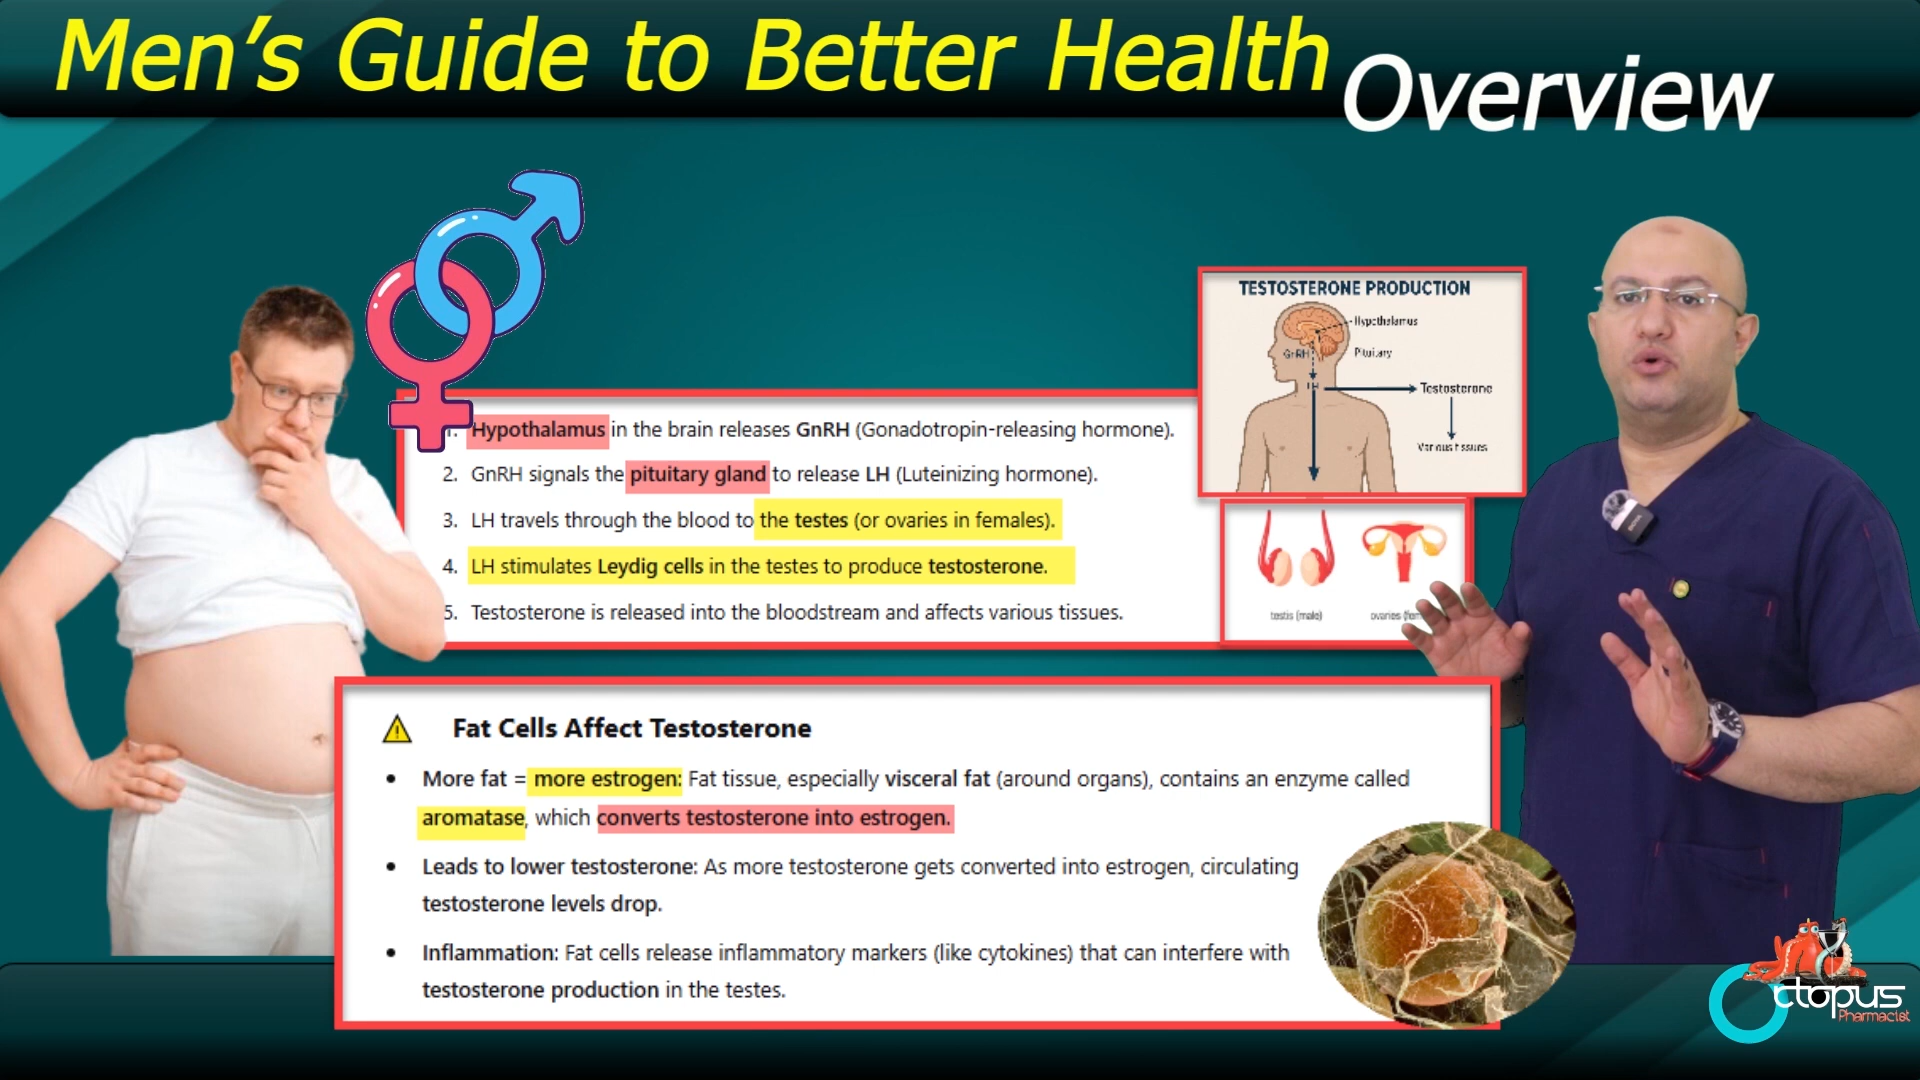 Men’s Guide to Better Health
Overview
1. Hypothalamus in the brain releases GnRH (Gonadotropin-releasing hormone).
2. GnRH signals the pituitary gland to release LH (Luteinizing hormone).
3. LH travels through the blood to the testes (or ovaries in females).
4. LH stimulates Leydig cells in the testes to produce testosterone.
5. Testosterone is released into the bloodstream and affects various tissues.
TESTOSTERONE PRODUCTION
Hypothalamus
GnRH
Pituitary
LH
Testosterone
Various tissues
testis (male)
ovaries
Fat Cells Affect Testosterone
• More fat = more estrogen: Fat tissue, especially visceral fat (around organs), contains an enzyme called
aromatase, which converts testosterone into estrogen.
• Leads to lower testosterone: As more testosterone gets converted into estrogen, circulating
testosterone levels drop.
• Inflammation: Fat cells release inflammatory markers (like cytokines) that can interfere with
testosterone production in the testes.
Octopus
Pharmacist